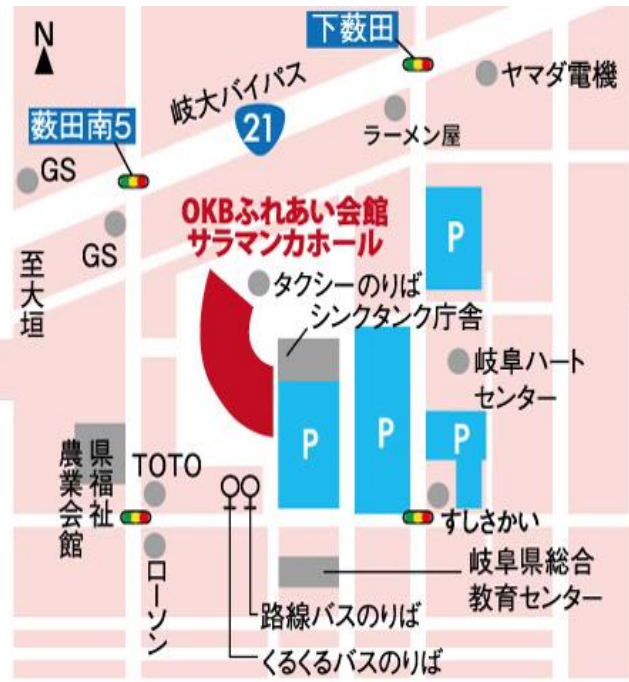 N
下薮田
ヤマダ電機
岐大バイパス
21
ラーメン屋
薮田南5
GS
GS
至大垣
OKBふれあい会館
サラマンカホール
タクシーのりば
シンクタンク庁舎
P
岐阜ハート
センター
P
P
P
県福祉
農業会館
TOTO
すしさかい
ローソン
岐阜県総合
教育センター
路線バスのりば
くるくるバスのりば